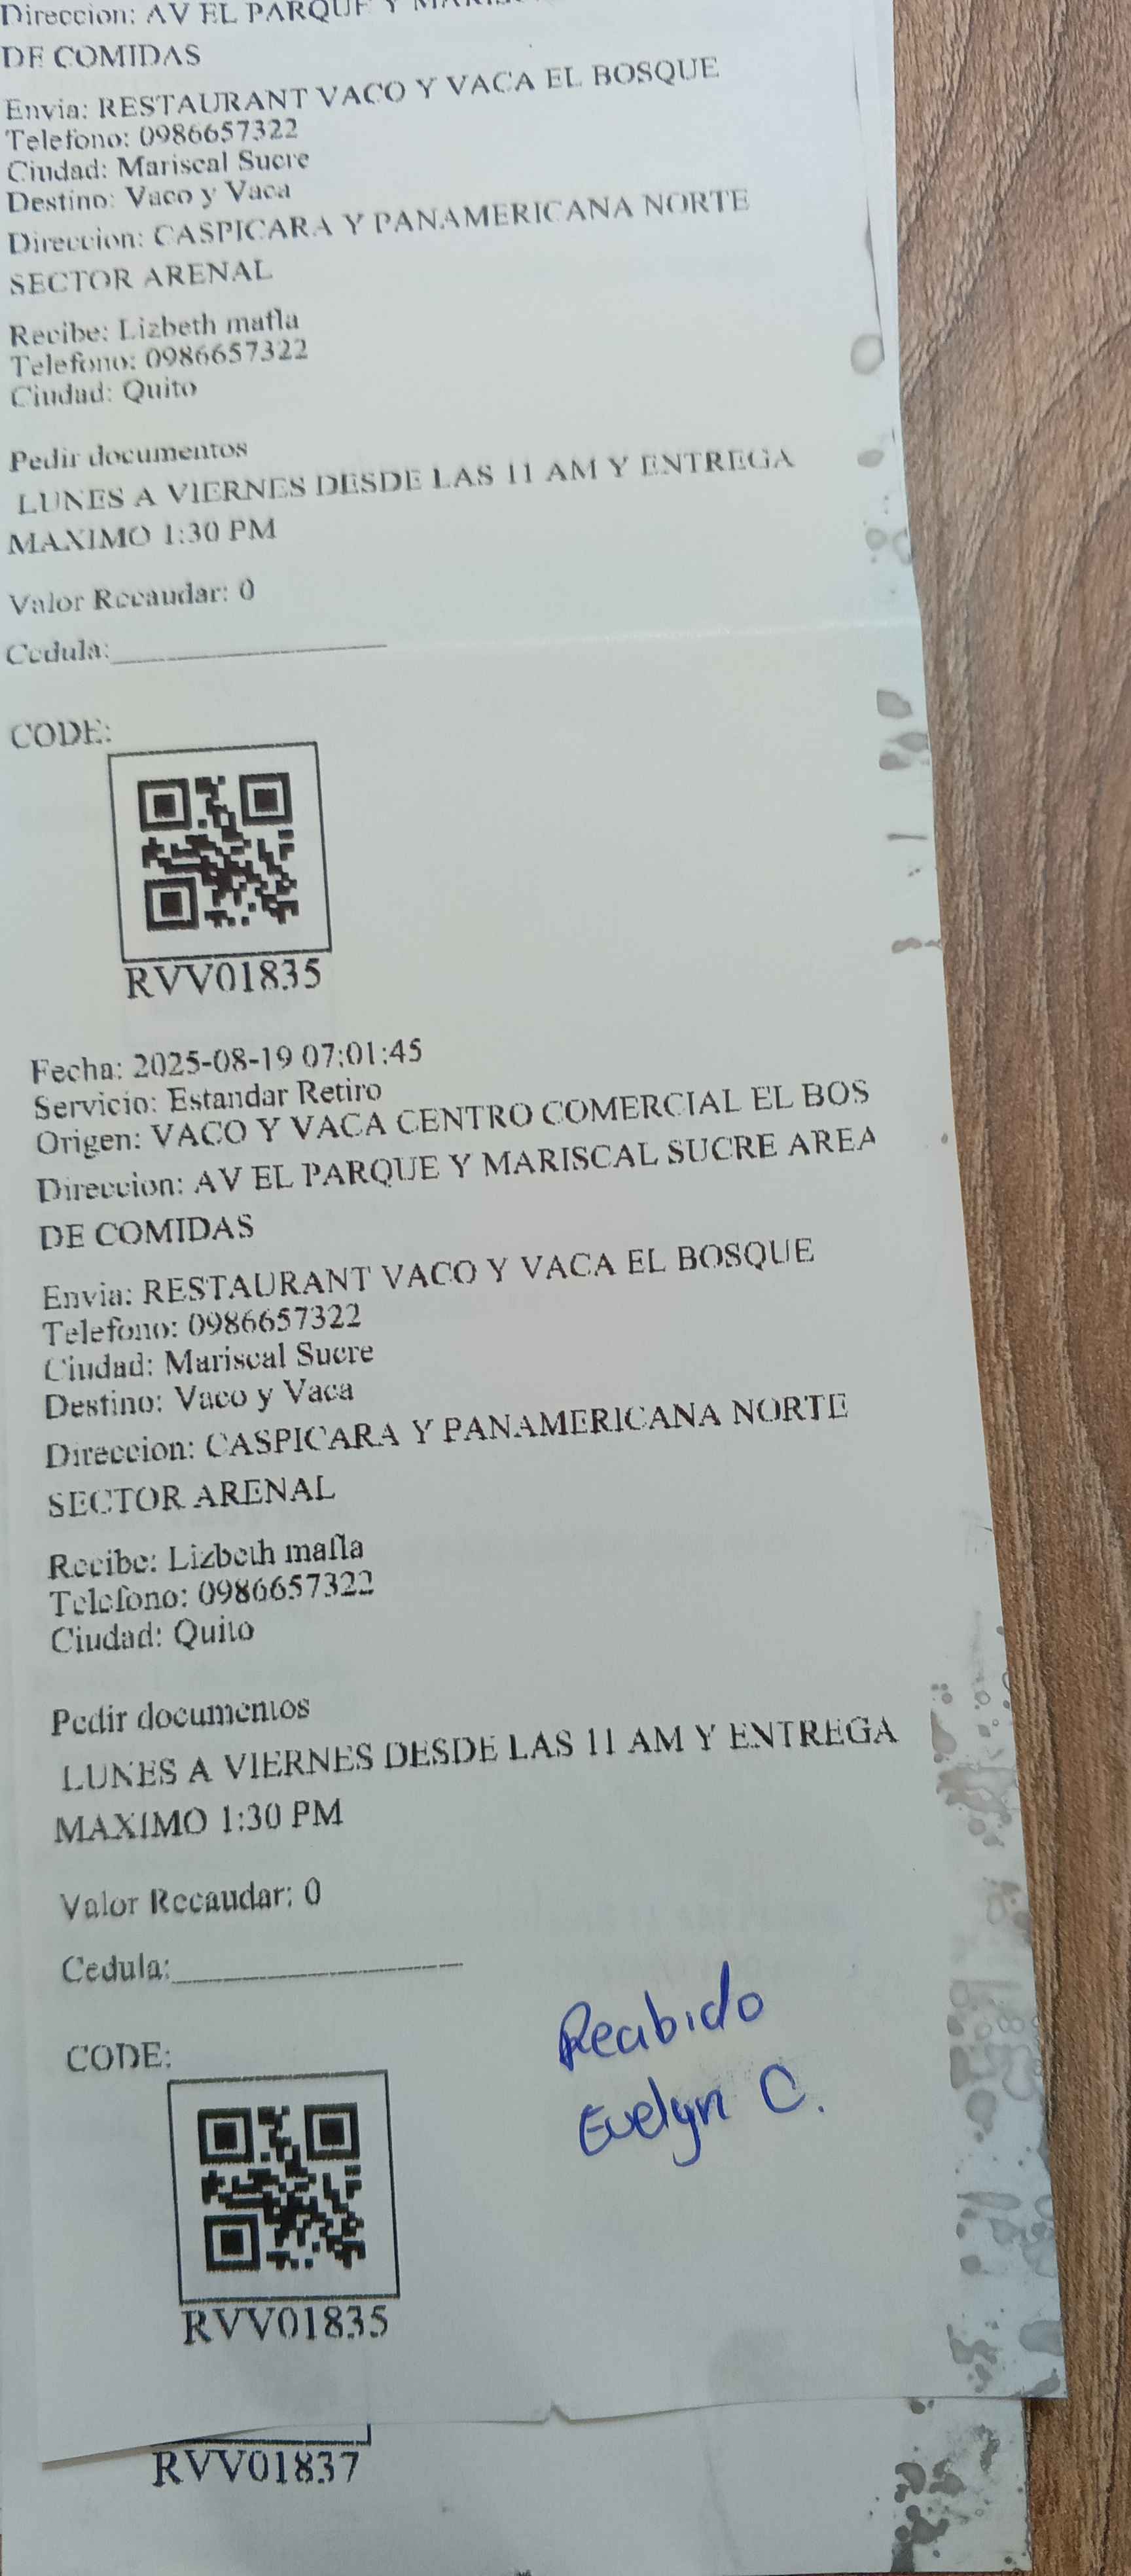 Direccion: AV EL PARQUE Y
DE COMIDAS
Envia: RESTAURANT VACO Y VACA EL BOSQUE
Telefono: 0986657322
Ciudad: Mariscal Sucre
Destino: Vaco y Vaca
Direccion: CASPICARA Y PANAMERICANA NORTE
SECTOR ARENAL
Recibe: Lizbeth mafla
Telefono: 0986657322
Ciudad: Quito
Pedir documentos
LUNES A VIERNES DESDE LAS 11 AM Y ENTREGA
MAXIMO 1:30 PM
Valor Recaudar: 0
Cedula:
CODE:
RVV01835
Fecha: 2025-08-19 07:01:45
Servicio: Estandar Retiro
Origen: VACO Y VACA CENTRO COMERCIAL EL BOS
Direccion: AV EL PARQUE Y MARISCAL SUCRE AREA
DE COMIDAS
Envia: RESTAURANT VACO Y VACA EL BOSQUE
Telefono: 0986657322
Ciudad: Mariscal Sucre
Destino: Vaco y Vaca
Direccion: CASPICARA Y PANAMERICANA NORTE
SECTOR ARENAL
Recibe: Lizbeth mafla
Telefono: 0986657322
Ciudad: Quito
Pedir documentos
LUNES A VIERNES DESDE LAS 11 AM Y ENTREGA
MAXIMO 1:30 PM
Valor Recaudar: 0
Cedula:
Recibido
Evelyn C.
CODE:
RVV01835
RVV01837